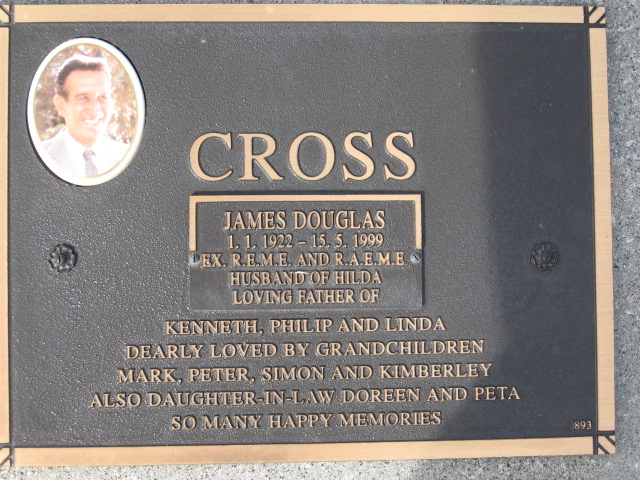 CROSS
JAMES DOUGLAS
1. 1. 1922 - 15. 5. 1999
EX. R.E.M.E. AND R.A.E.M.E
HUSBAND OF HILDA
LOVING FATHER OF
KENNETH, PHILIP AND LINDA
DEARLY LOVED BY GRANDCHILDREN
MARK, PETER, SIMON AND KIMBERLEY
ALSO DAUGHTER-IN-LAW DOREEN AND PETA
SO MANY HAPPY MEMORIES
893